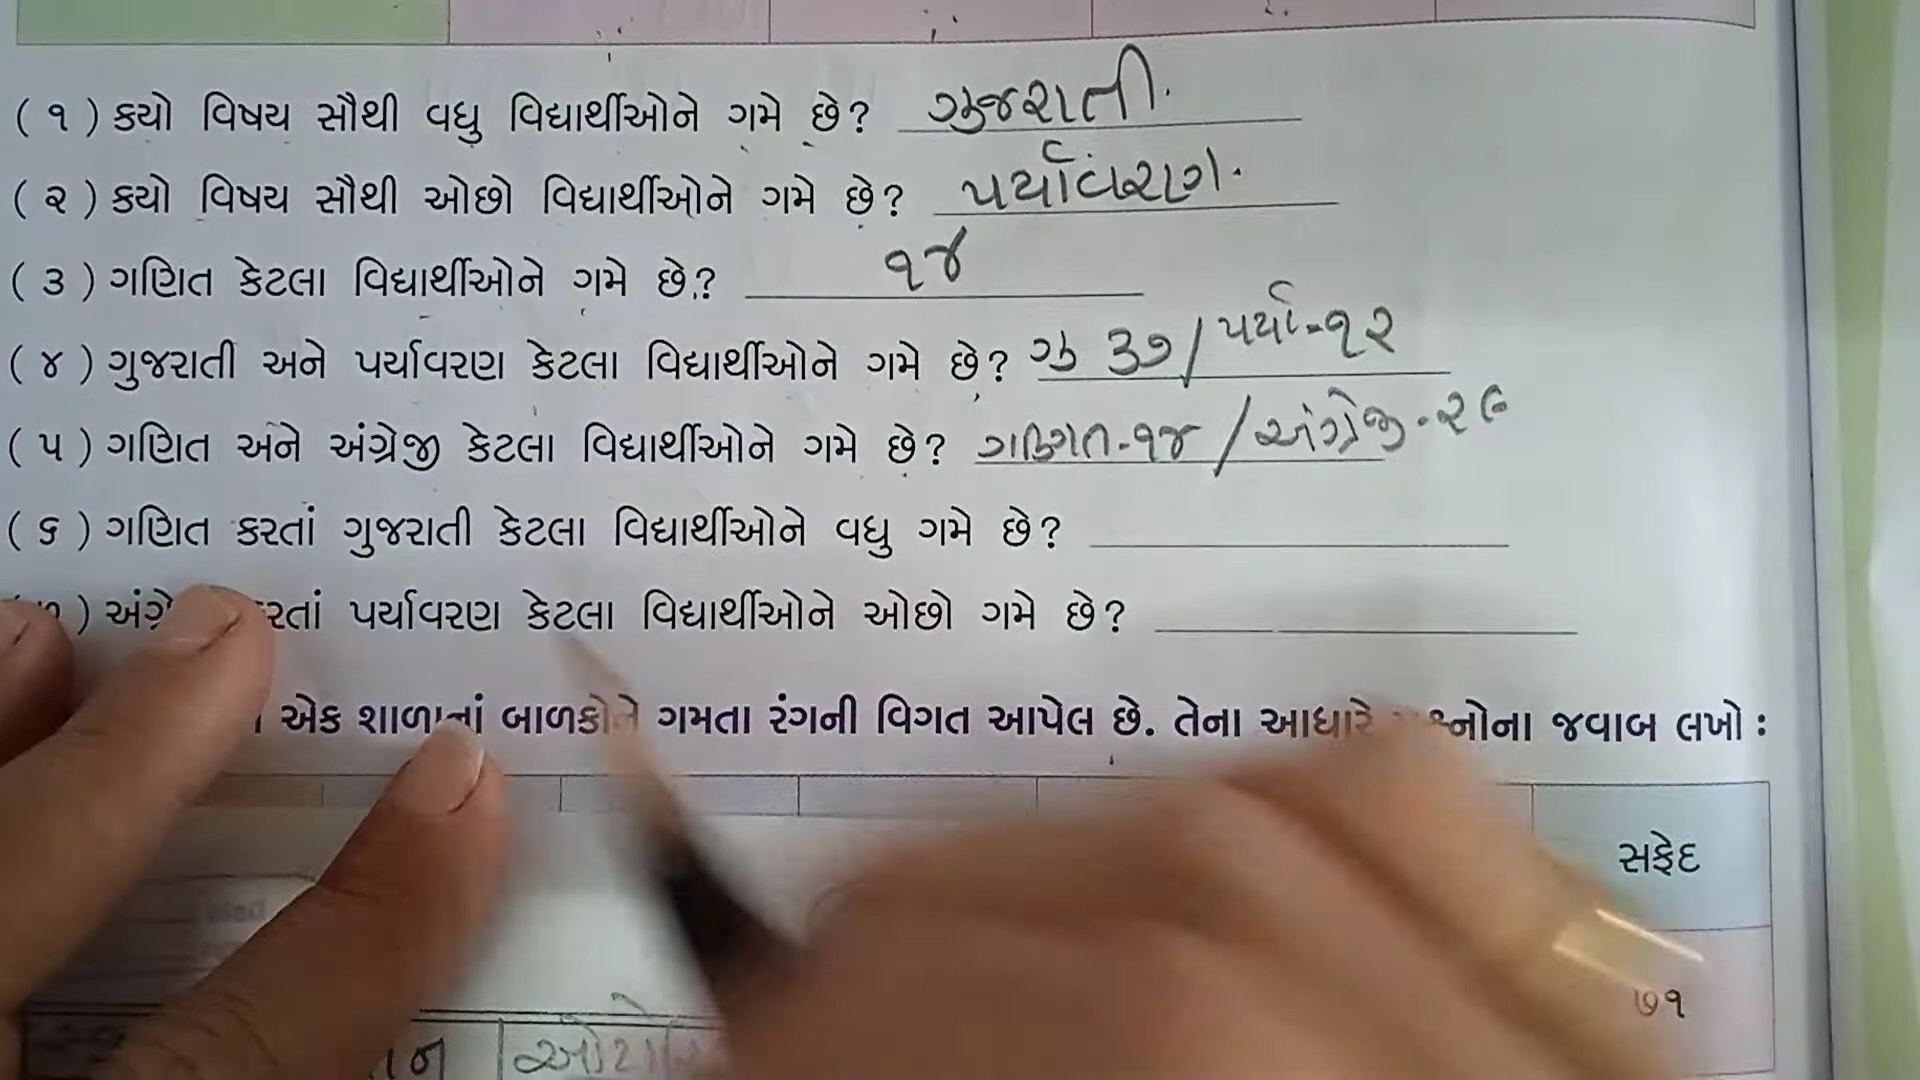 (૧) કયો વિષય સૌથી વધુ વિદ્યાર્થીઓને ગમે છે? ગુજરાતી.
(૨) કયો વિષય સૌથી ઓછો વિદ્યાર્થીઓને ગમે છે? પર્યાવરણ.
(૩) ગણિત કેટલા વિદ્યાર્થીઓને ગમે છે? ૧૪
(૪) ગુજરાતી અને પર્યાવરણ કેટલા વિદ્યાર્થીઓને ગમે છે? ગુ ૩૭/પર્યા-૧૨
(૫) ગણિત અને અંગ્રેજી કેટલા વિદ્યાર્થીઓને ગમે છે? ગણિત-૧૪/અંગ્રેજી-૨૯
(૬) ગણિત કરતાં ગુજરાતી કેટલા વિદ્યાર્થીઓને વધુ ગમે છે?
પર્યાવરણ કેટલા વિદ્યાર્થીઓને ઓછો ગમે છે?
એક શાળાનાં બાળકોને ગમતા રંગની વિગત આપેલ છે. તેના આધારે જવાબ લખો :
સફેદ
૭૧